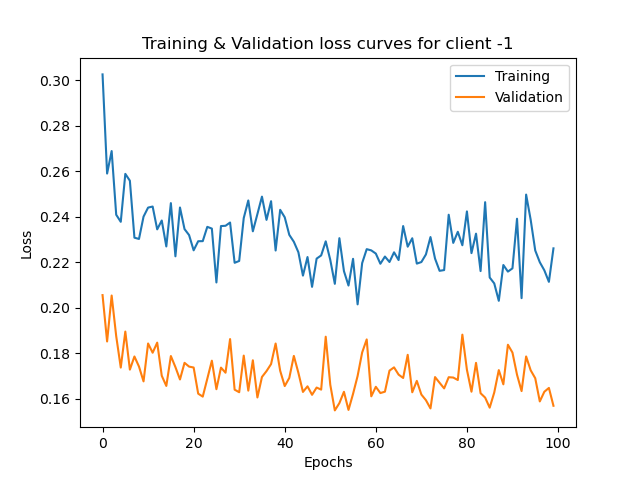 Training & Validation loss curves for client -1
Training
Validation
Loss
0.30
0.28
0.26
0.24
0.22
0.20
0.18
0.16
0 20 40 60 80 100
Epochs